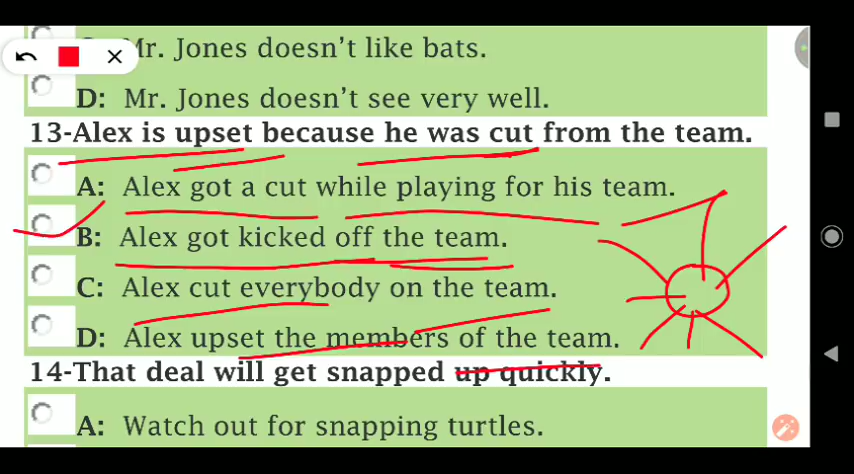 Mr. Jones doesn't like bats.
D: Mr. Jones doesn't see very well.
13-Alex is upset because he was cut from the team.
A: Alex got a cut while playing for his team.
B: Alex got kicked off the team.
C: Alex cut everybody on the team.
D: Alex upset the members of the team.
14-That deal will get snapped up quickly.
A: Watch out for snapping turtles.